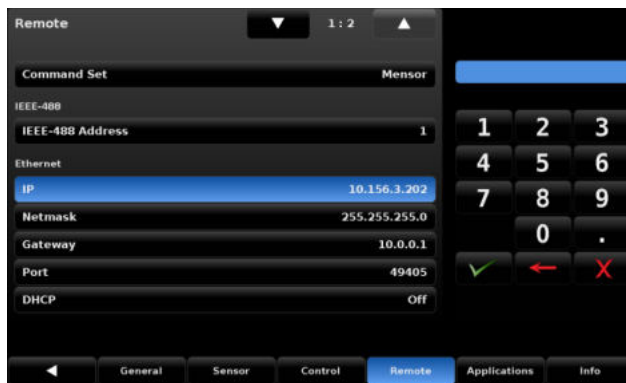 Remote 1 : 2
Command Set Mensor
IEEE-488
IEEE-488 Address 1
Ethernet
IP 10.156.3.202
Netmask 255.255.255.0
Gateway 10.0.0.1
Port 49405
DHCP Off
1 2 3
4 5 6
7 8 9
0 .
General Sensor Control Remote Applications Info